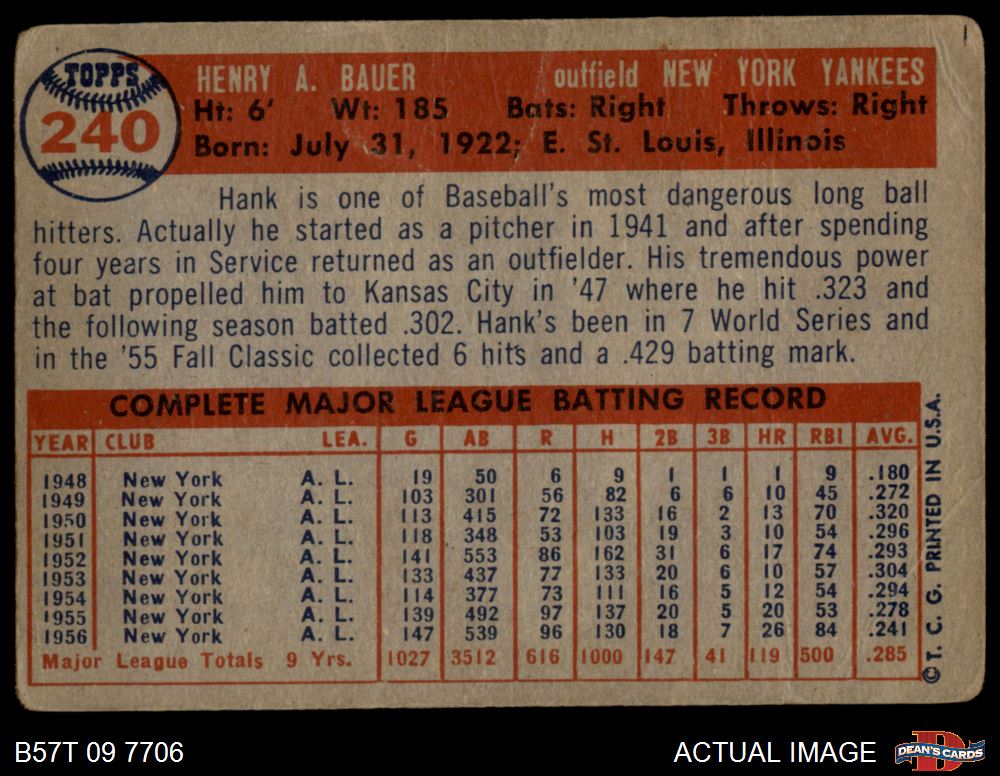 TOPPS
240
HENRY A. BAUER outfield NEW YORK YANKEES
Ht: 6' Wt: 185 Bats: Right Throws: Right
Born: July 31, 1922; E. St. Louis, Illinois
Hank is one of Baseball's most dangerous long ball
hitters. Actually he started as a pitcher in 1941 and after spending
four years in Service returned as an outfielder. His tremendous power
at bat propelled him to Kansas City in '47 where he hit .323 and
the following season batted .302. Hank's been in 7 World Series and
in the '55 Fall Classic collected 6 hits and a .429 batting mark.
COMPLETE MAJOR LEAGUE BATTING RECORD
YEAR CLUB LEA. G AB R H 2B 3B HR RBI AVG.
1948 New York A. L. 19 50 6 9 1 1 1 9 .180
1949 New York A. L. 103 301 56 82 6 6 10 45 .272
1950 New York A. L. 113 415 72 133 16 2 13 70 .320
1951 New York A. L. 118 348 53 103 19 3 10 54 .296
1952 New York A. L. 141 553 86 162 31 6 17 74 .293
1953 New York A. L. 133 437 77 133 20 6 10 57 .304
1954 New York A. L. 114 377 73 111 16 5 12 54 .294
1955 New York A. L. 139 492 97 137 20 5 20 53 .278
1956 New York A. L. 147 539 96 130 18 7 26 84 .241
Major League Totals 9 Yrs. 1027 3512 616 1000 147 41 119 500 .285
© T. C. G. PRINTED IN U.S.A.
B57T 09 7706
ACTUAL IMAGE
D
DEAN'S CARDS